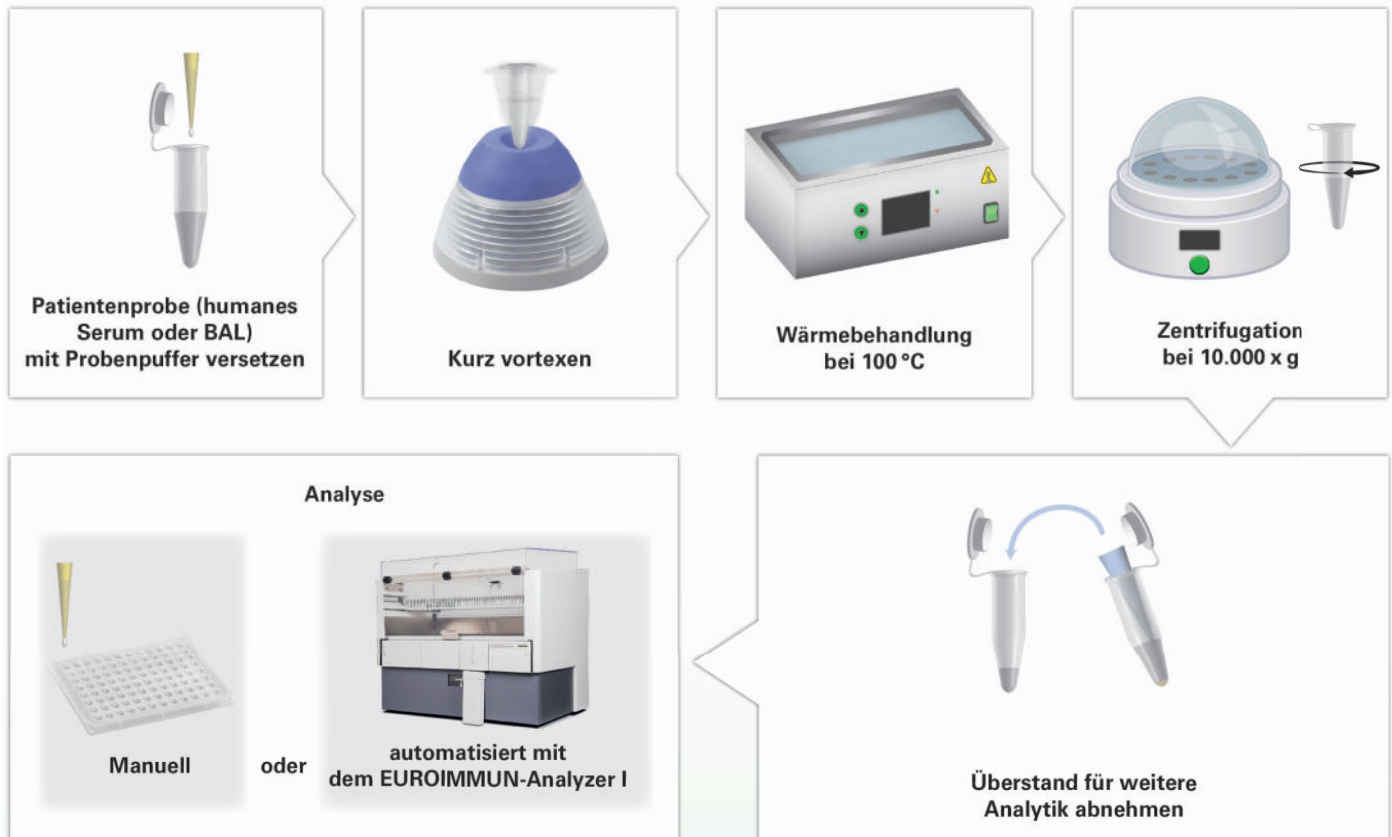 Patientenprobe (humanes
Serum oder BAL)
mit Probenpuffer versetzen
Kurz vortexen
Wärmebehandlung
bei 100 °C
Zentrifugation
bei 10.000 x g
Überstand für weitere
Analytik abnehmen
Analyse
Manuell
oder
automatisiert mit
dem EUROIMMUN-Analyzer I